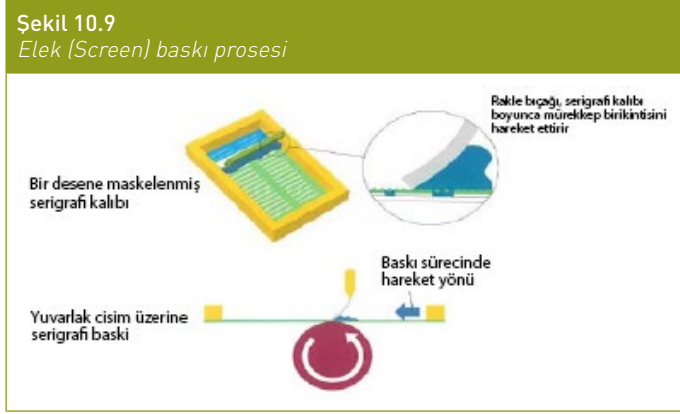 Şekil 10.9
Elek (Screen) baskı prosesi
Rakle bıçağı, serigrafi kalıbı
boyunca mürekkep birikintisini
hareket ettirir
Bir desene maskelenmiş
serigrafi kalıbı
Baskı sürecinde
hareket yönü
Yuvarlak cisim üzerine
serigrafi baski